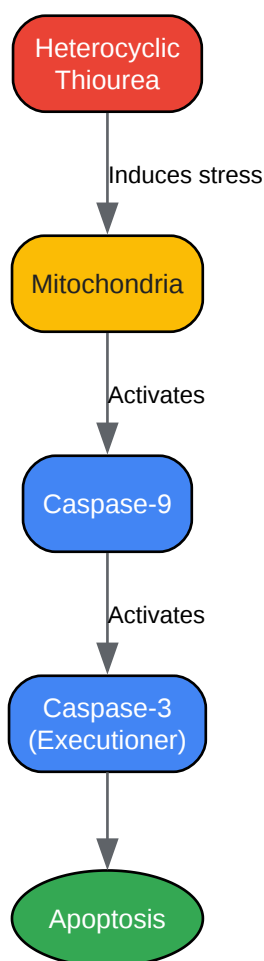 Heterocyclic
Thiourea
Induces stress
Mitochondria
Activates
Caspase-9
Activates
Caspase-3
(Executioner)
Apoptosis